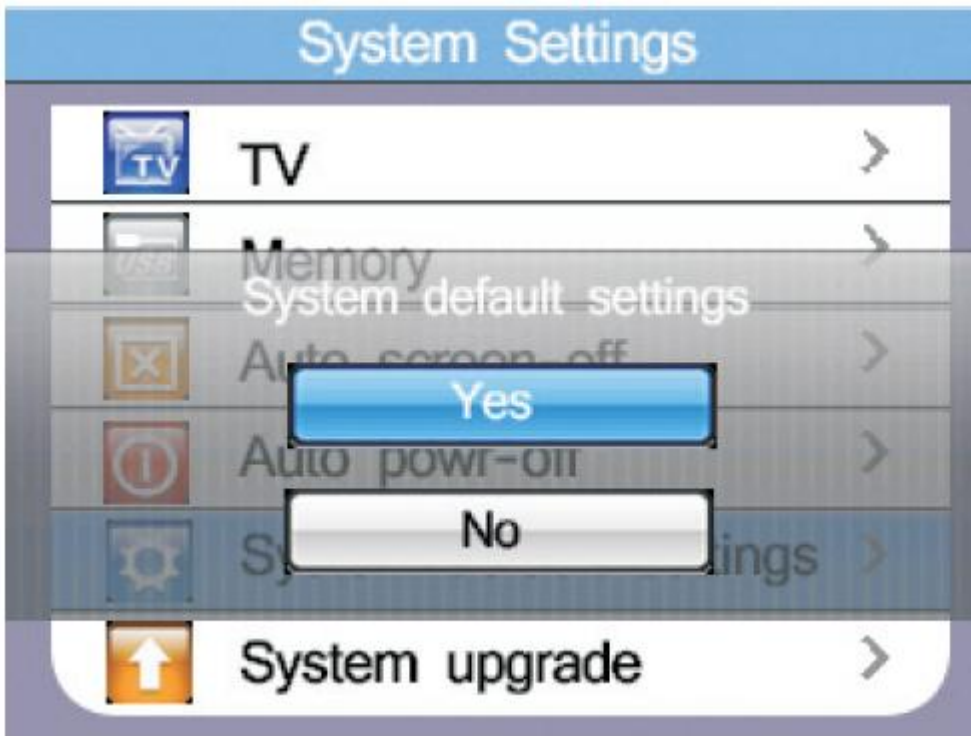 System Settings
TV
TV
USB
Memory
System default settings
Auto screen-off
Yes
Auto powr-off
No
Sy tings
System upgrade